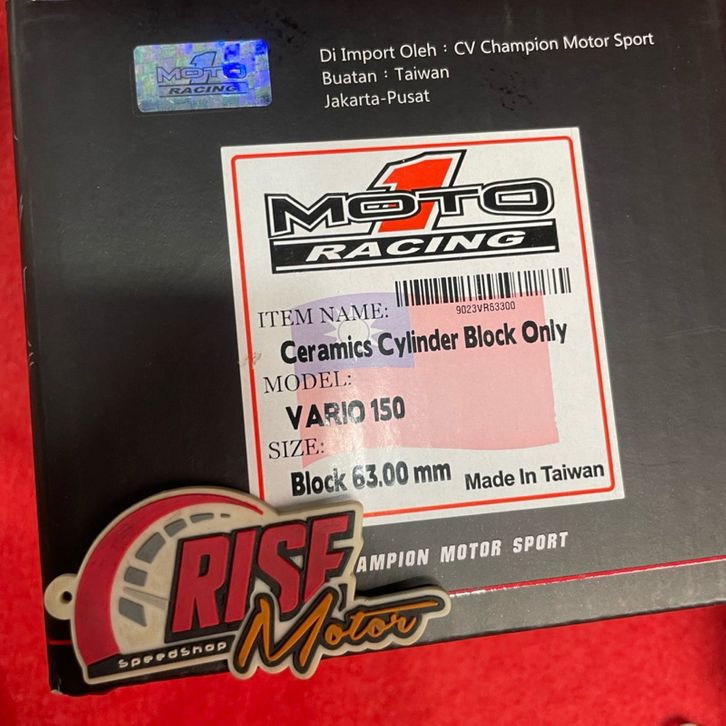 MOTO 1
RACING
Di Import Oleh : CV Champion Motor Sport
Buatan : Taiwan
Jakarta-Pusat
MOTO 1
RACING
9023VR53300
ITEM NAME:
Ceramics Cylinder Block Only
MODEL:
VARIO 150
SIZE:
Block 63.00 mm
Made In Taiwan
AMPION MOTOR SPORT
RISE
Motor
SpeedShop